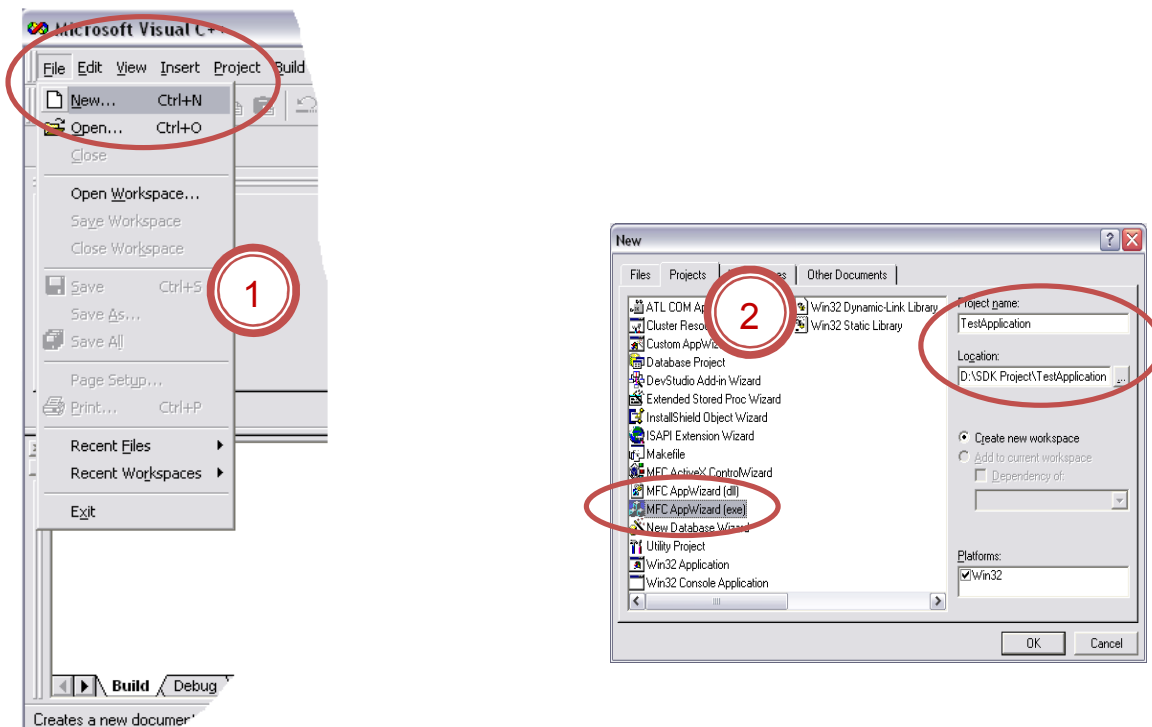 Microsoft Visual C++
File Edit View Insert Project Build
New... Ctrl+N
Open... Ctrl+O
Close
Open Workspace...
Save Workspace
Close Workspace
Save Ctrl+S
Save As...
Save All
Page Setup...
Print... Ctrl+P
Recent Files
Recent Workspaces
Exit
Build Debug
Creates a new document
1
New
Files Projects Other Documents
2
ATL COM
Cluster
Custom
Database Project
DevStudio Add-in Wizard
Extended Stored Proc Wizard
InstallShield Object Wizard
ISAPI Extension Wizard
Makefile
MFC ActiveX ControlWizard
MFC AppWizard (dll)
MFC AppWizard (exe)
New Database Wizard
Utility Project
Win32 Application
Win32 Console Application
Win32 Dynamic-Link Library
Win32 Static Library
Project name:
TestApplication
Location:
D:\SDK Project\TestApplication ...
Create new workspace
Add to current workspace
Dependency of:
Platforms:
Win32
OK Cancel